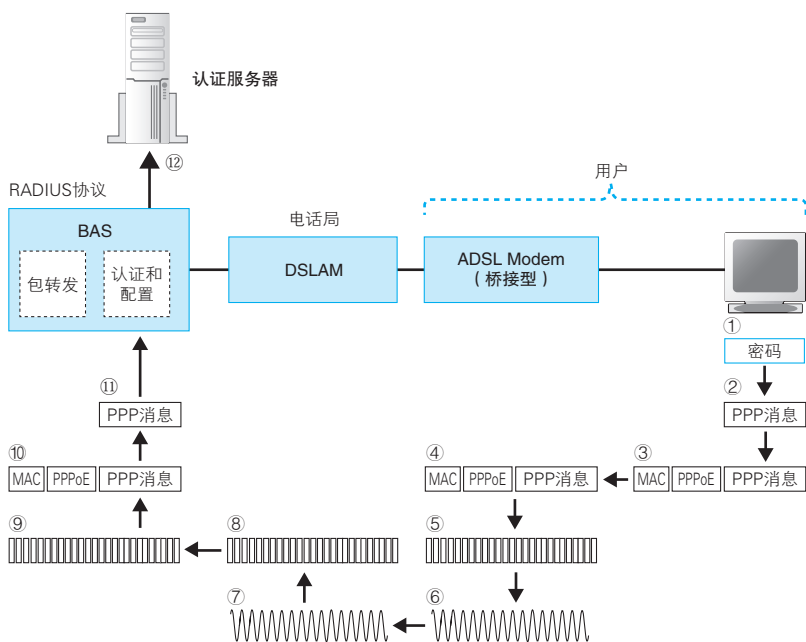 认证服务器
⑫
RADIUS协议
用户
BAS
电话局
包转发
认证和
配置
DSLAM
ADSL Modem
(桥接型)
①
密码
⑪
②
PPP消息
PPP消息
⑩
④
③
MAC PPPoE PPP消息
MAC PPPoE PPP消息
MAC PPPoE PPP消息
⑨
⑧
⑤
⑦
⑥